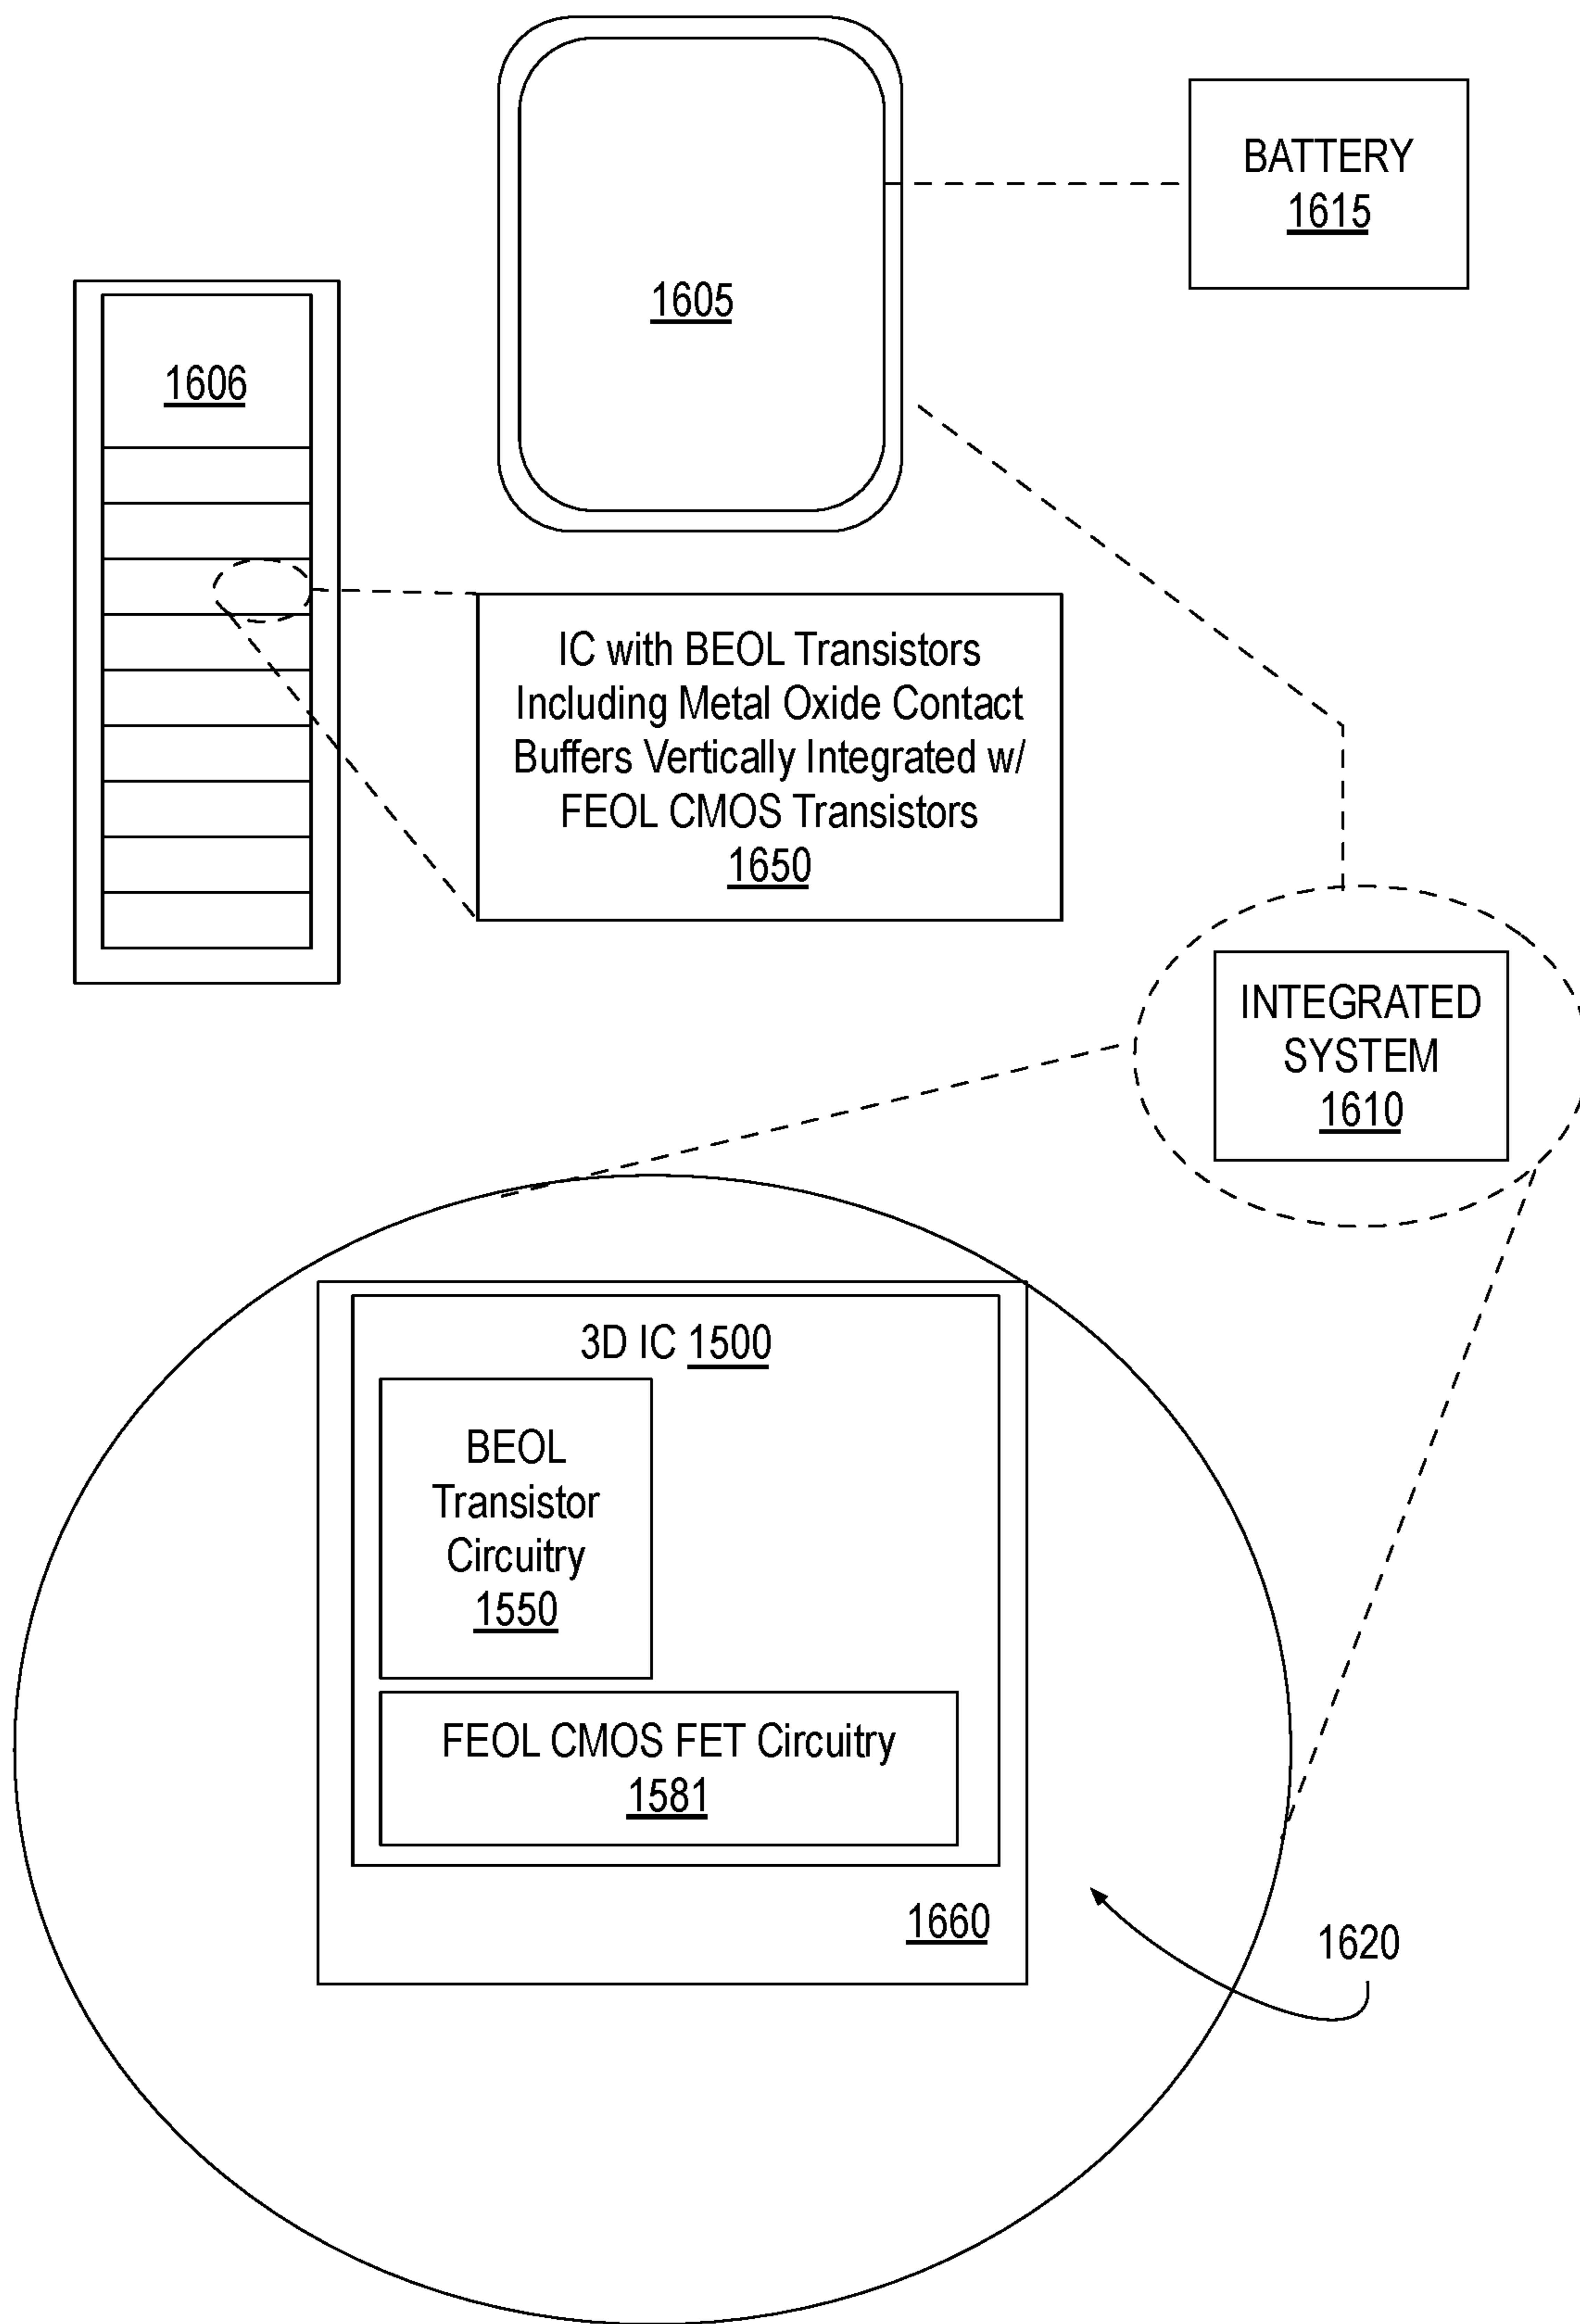 BATTERY
1615
1605
1606
IC with BEOL Transistors
Including Metal Oxide Contact
Buffers Vertically Integrated w/
FEOL CMOS Transistors
1650
INTEGRATED
SYSTEM
1610
3D IC 1500
BEOL
Transistor
Circuitry
1550
FEOL CMOS FET Circuitry
1581
1660
1620